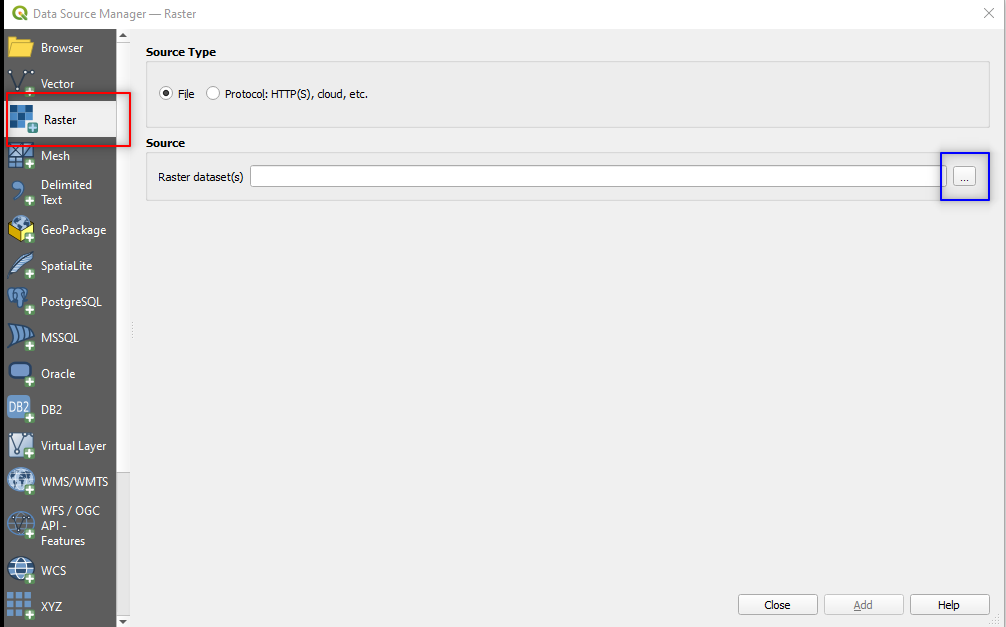 Data Source Manager — Raster
Browser
Vector
Raster
Mesh
Delimited
Text
GeoPackage
SpatiaLite
PostgreSQL
MSSQL
Oracle
DB2
DB2
Virtual Layer
WMS/WMTS
WFS / OGC
API -
Features
WCS
XYZ
Source Type
File
Protocol: HTTP(S), cloud, etc.
Source
Raster dataset(s)
...
Close
Add
Help